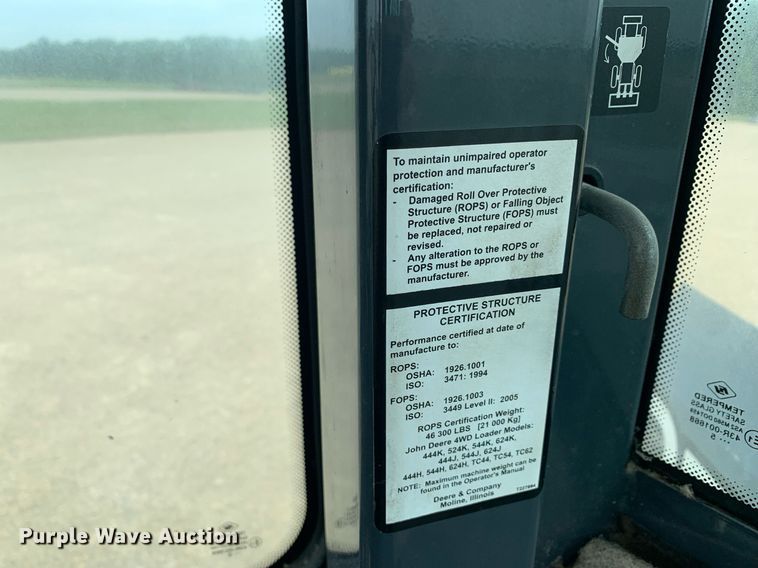 To maintain unimpaired operator
protection and manufacturer's
certification:
- Damaged Roll Over Protective
Structure (ROPS) or Falling Object
Protective Structure (FOPS) must
be replaced, not repaired or
revised.
- Any alteration to the ROPS or
FOPS must be approved by the
manufacturer.
PROTECTIVE STRUCTURE
CERTIFICATION
Performance certified at date of
manufacture to:
ROPS:
OSHA: 1926.1001
ISO: 3471: 1994
FOPS:
OSHA: 1926.1003
ISO: 3449 Level II: 2005
ROPS Certification Weight:
46 300 LBS [21 000 Kg]
John Deere 4WD Loader Models:
444K, 524K, 544K, 624K,
444J, 544J, 624J
444H, 544H, 624H, TC44, TC54, TC62
NOTE: Maximum machine weight can be
found in the Operator's Manual
Deere & Company
Moline, Illinois
TEMPERED
SAFETY GLASS
43R-001698
Purple Wave Auction